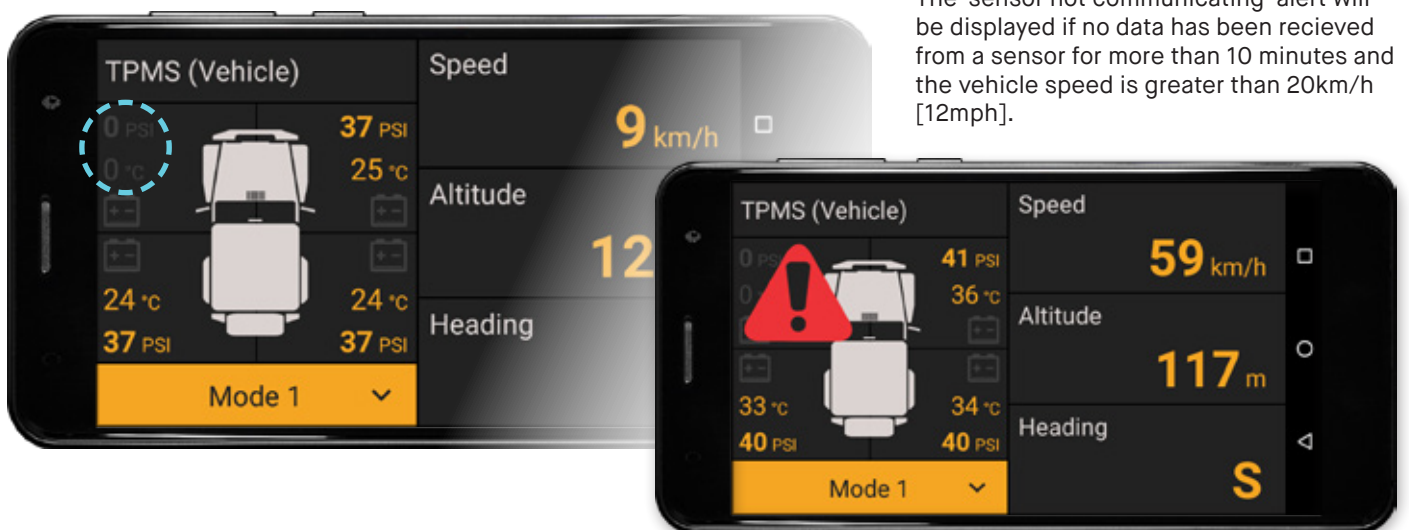 The 'sensor not communicating' alert will
be displayed if no data has been recieved
from a sensor for more than 10 minutes and
the vehicle speed is greater than 20km/h
[12mph].
TPMS (Vehicle)
0 PSI
37 PSI
0 °C
25 °C
24 °C
24 °C
37 PSI
37 PSI
Mode 1
Speed
9 km/h
Altitude
12
Heading
TPMS (Vehicle)
0 PS
41 PSI
0
36 °C
33 °C
34 °C
40 PSI
40 PSI
Mode 1
Speed
59 km/h
Altitude
117 m
Heading
S